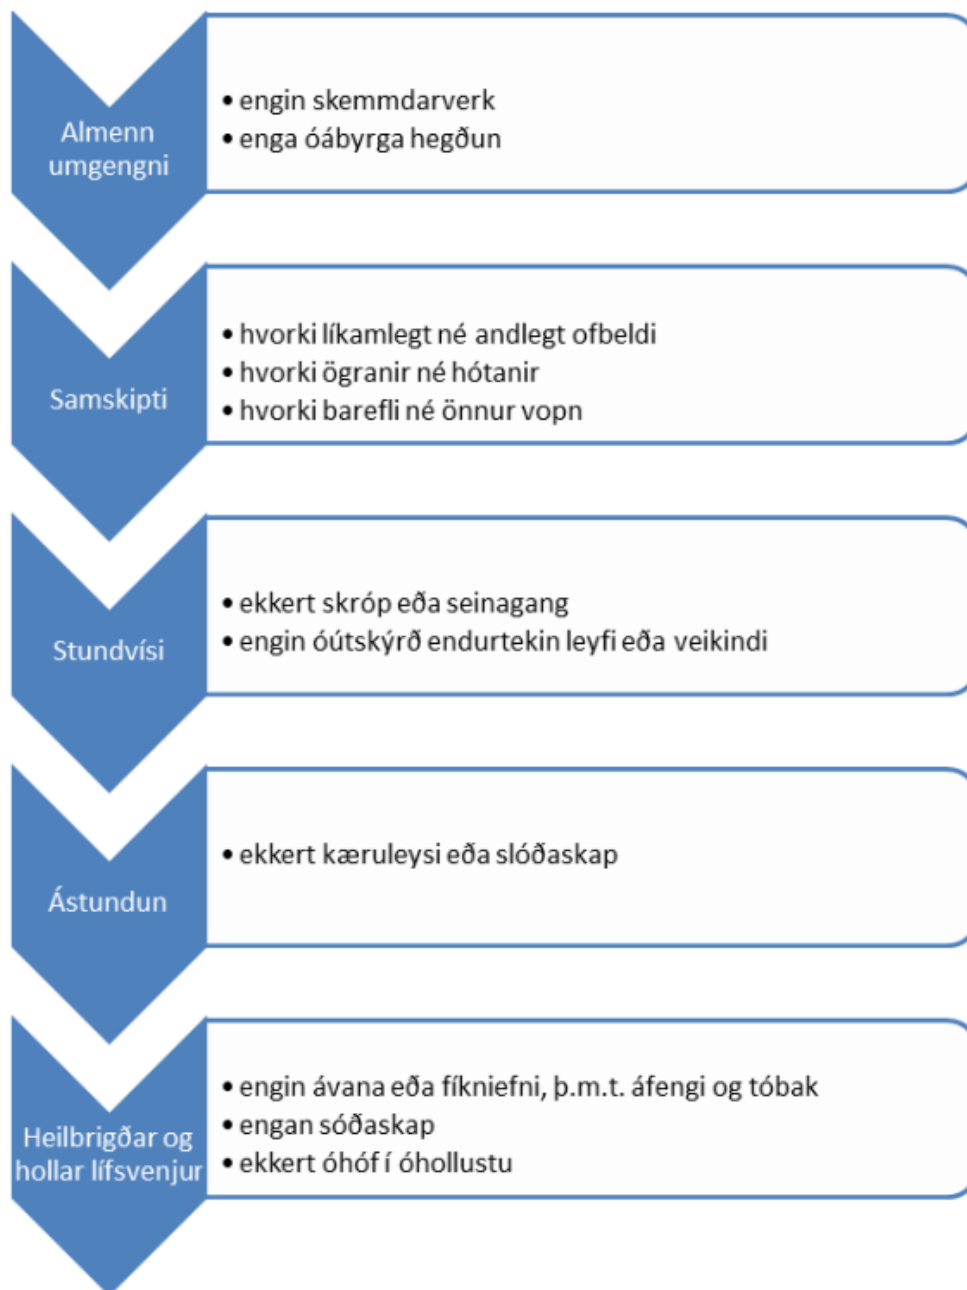 Almenn
umgengni
• engin skemmdarverk
• enga óábyrga hegðun
Samskipti
• hvorki líkamlegt né andlegt ofbeldi
• hvorki ögranir né hótanir
• hvorki barefli né önnur vopn
Stundvísi
• ekkert skróp eða seinagang
• engin óútskýrð endurtekin leyfi eða veikindi
Ástundun
• ekkert kæruleysi eða slóðaskap
Heilbrigðar og
hollar lífsvenjur
• engin ávana eða fíkniefni, þ.m.t. áfengi og tóbak
• engan sóðaskap
• ekkert óhóf í óhollustu